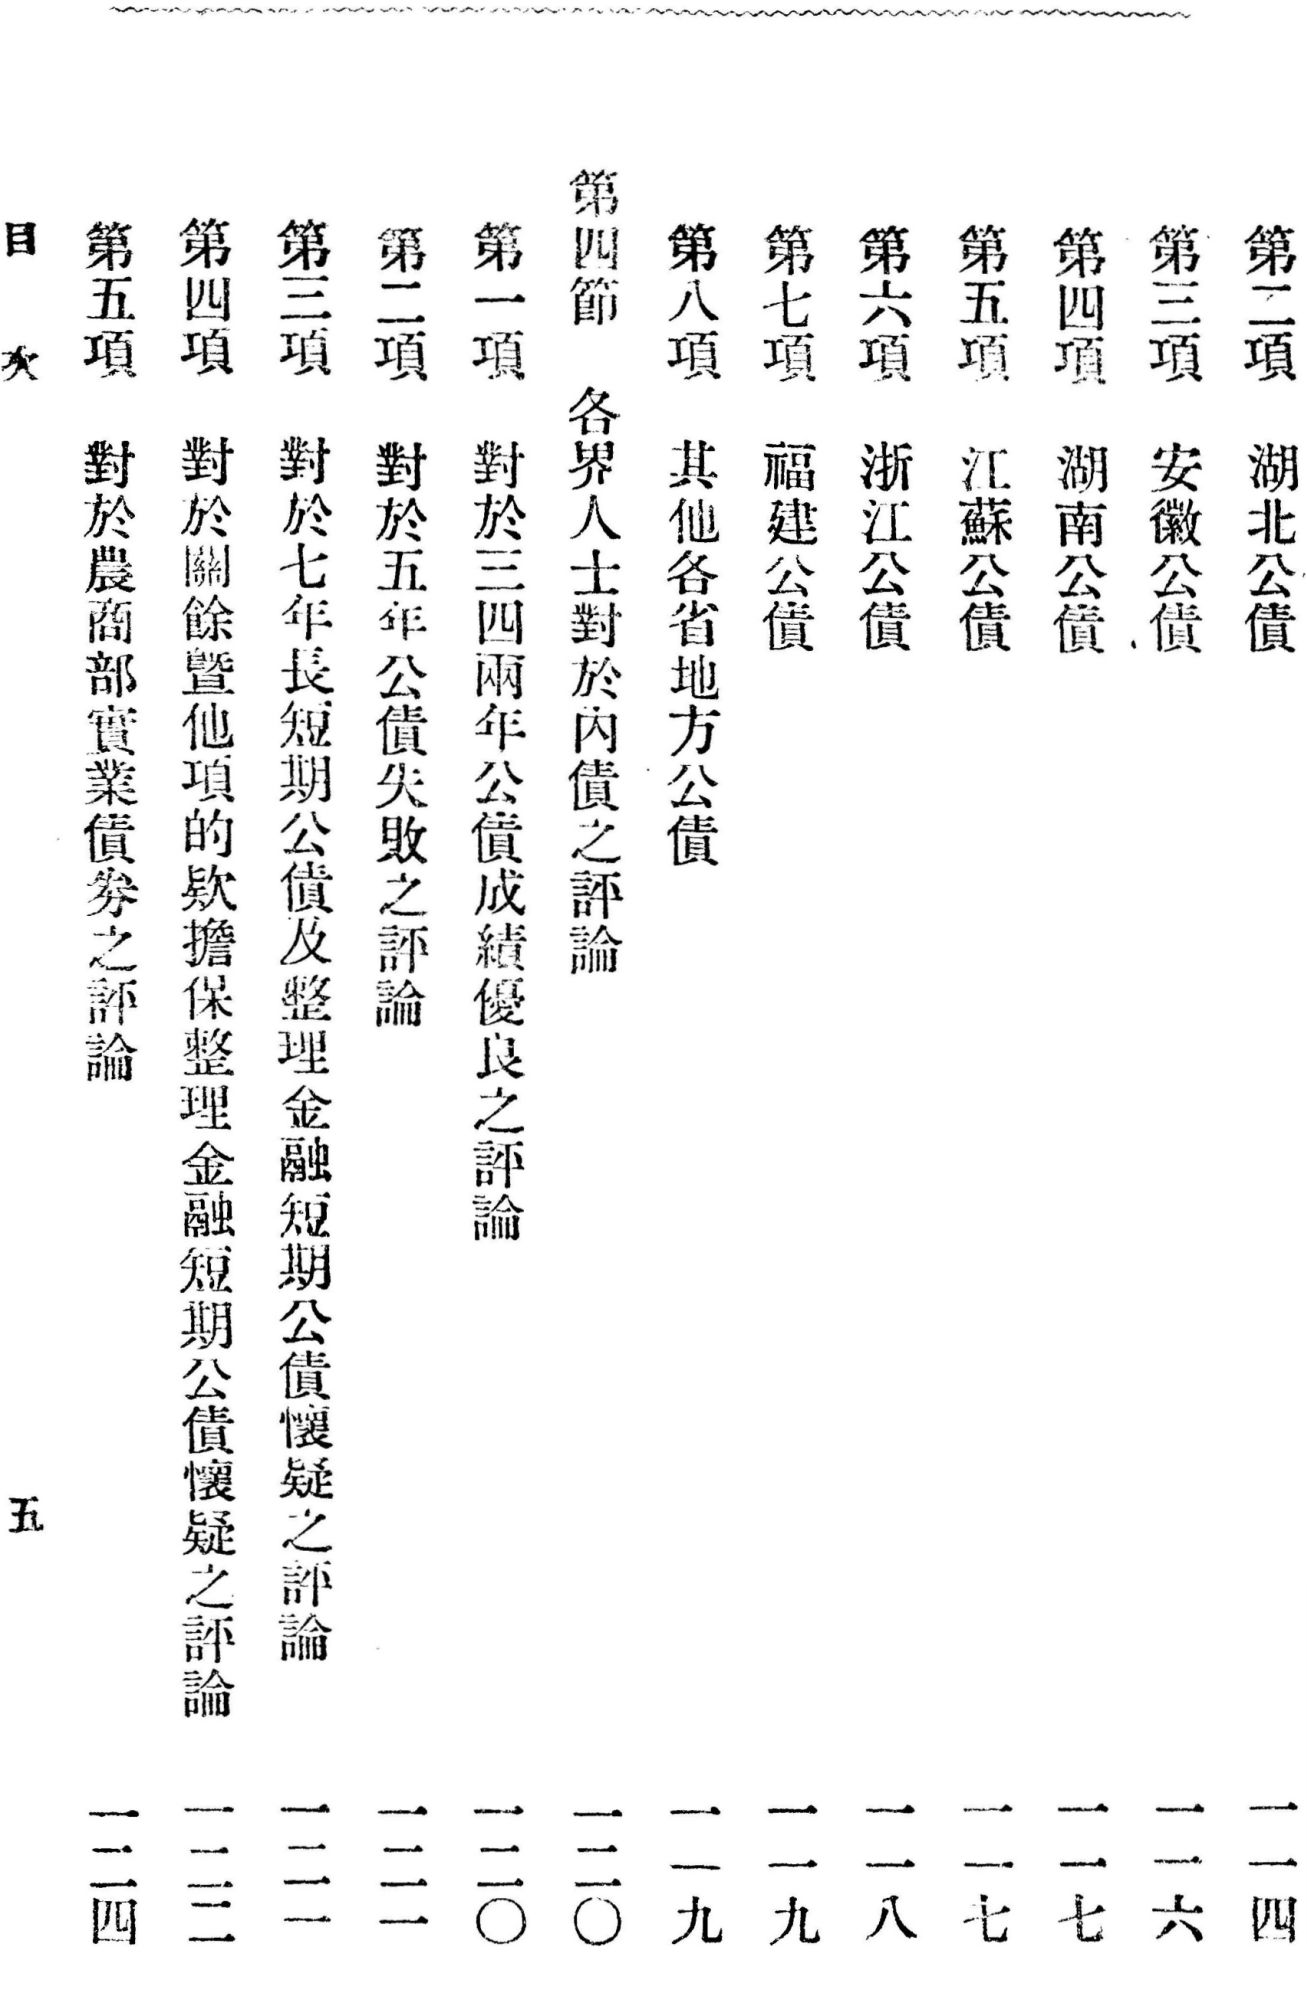 第二項　湖北公債　一一四
第三項　安徽公債　一一六
第四項　湖南公債　一一七
第五項　江蘇公債　一一七
第六項　浙江公債　一一八
第七項　福建公債　一一九
第八項　其他各省地方公債　一一九
第四節　各界人士對於內債之評論　一二〇
第一項　對於三四兩年公債成績優良之評論　一二〇
第二項　對於五年公債失敗之評論　一二一
第三項　對於七年長短期公債及整理金融短期公債懷疑之評論　一二一
第四項　對於關餘暨他項的欵擔保整理金融短期公債懷疑之評論　一二二
第五項　對於農商部實業債券之評論　一二四
目　次　五